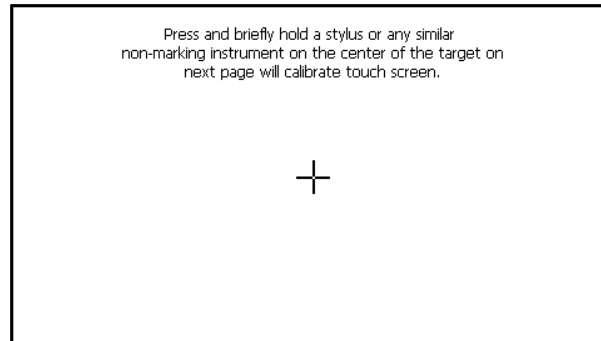 Press and briefly hold a stylus or any similar
non-marking instrument on the center of the target on
next page will calibrate touch screen.